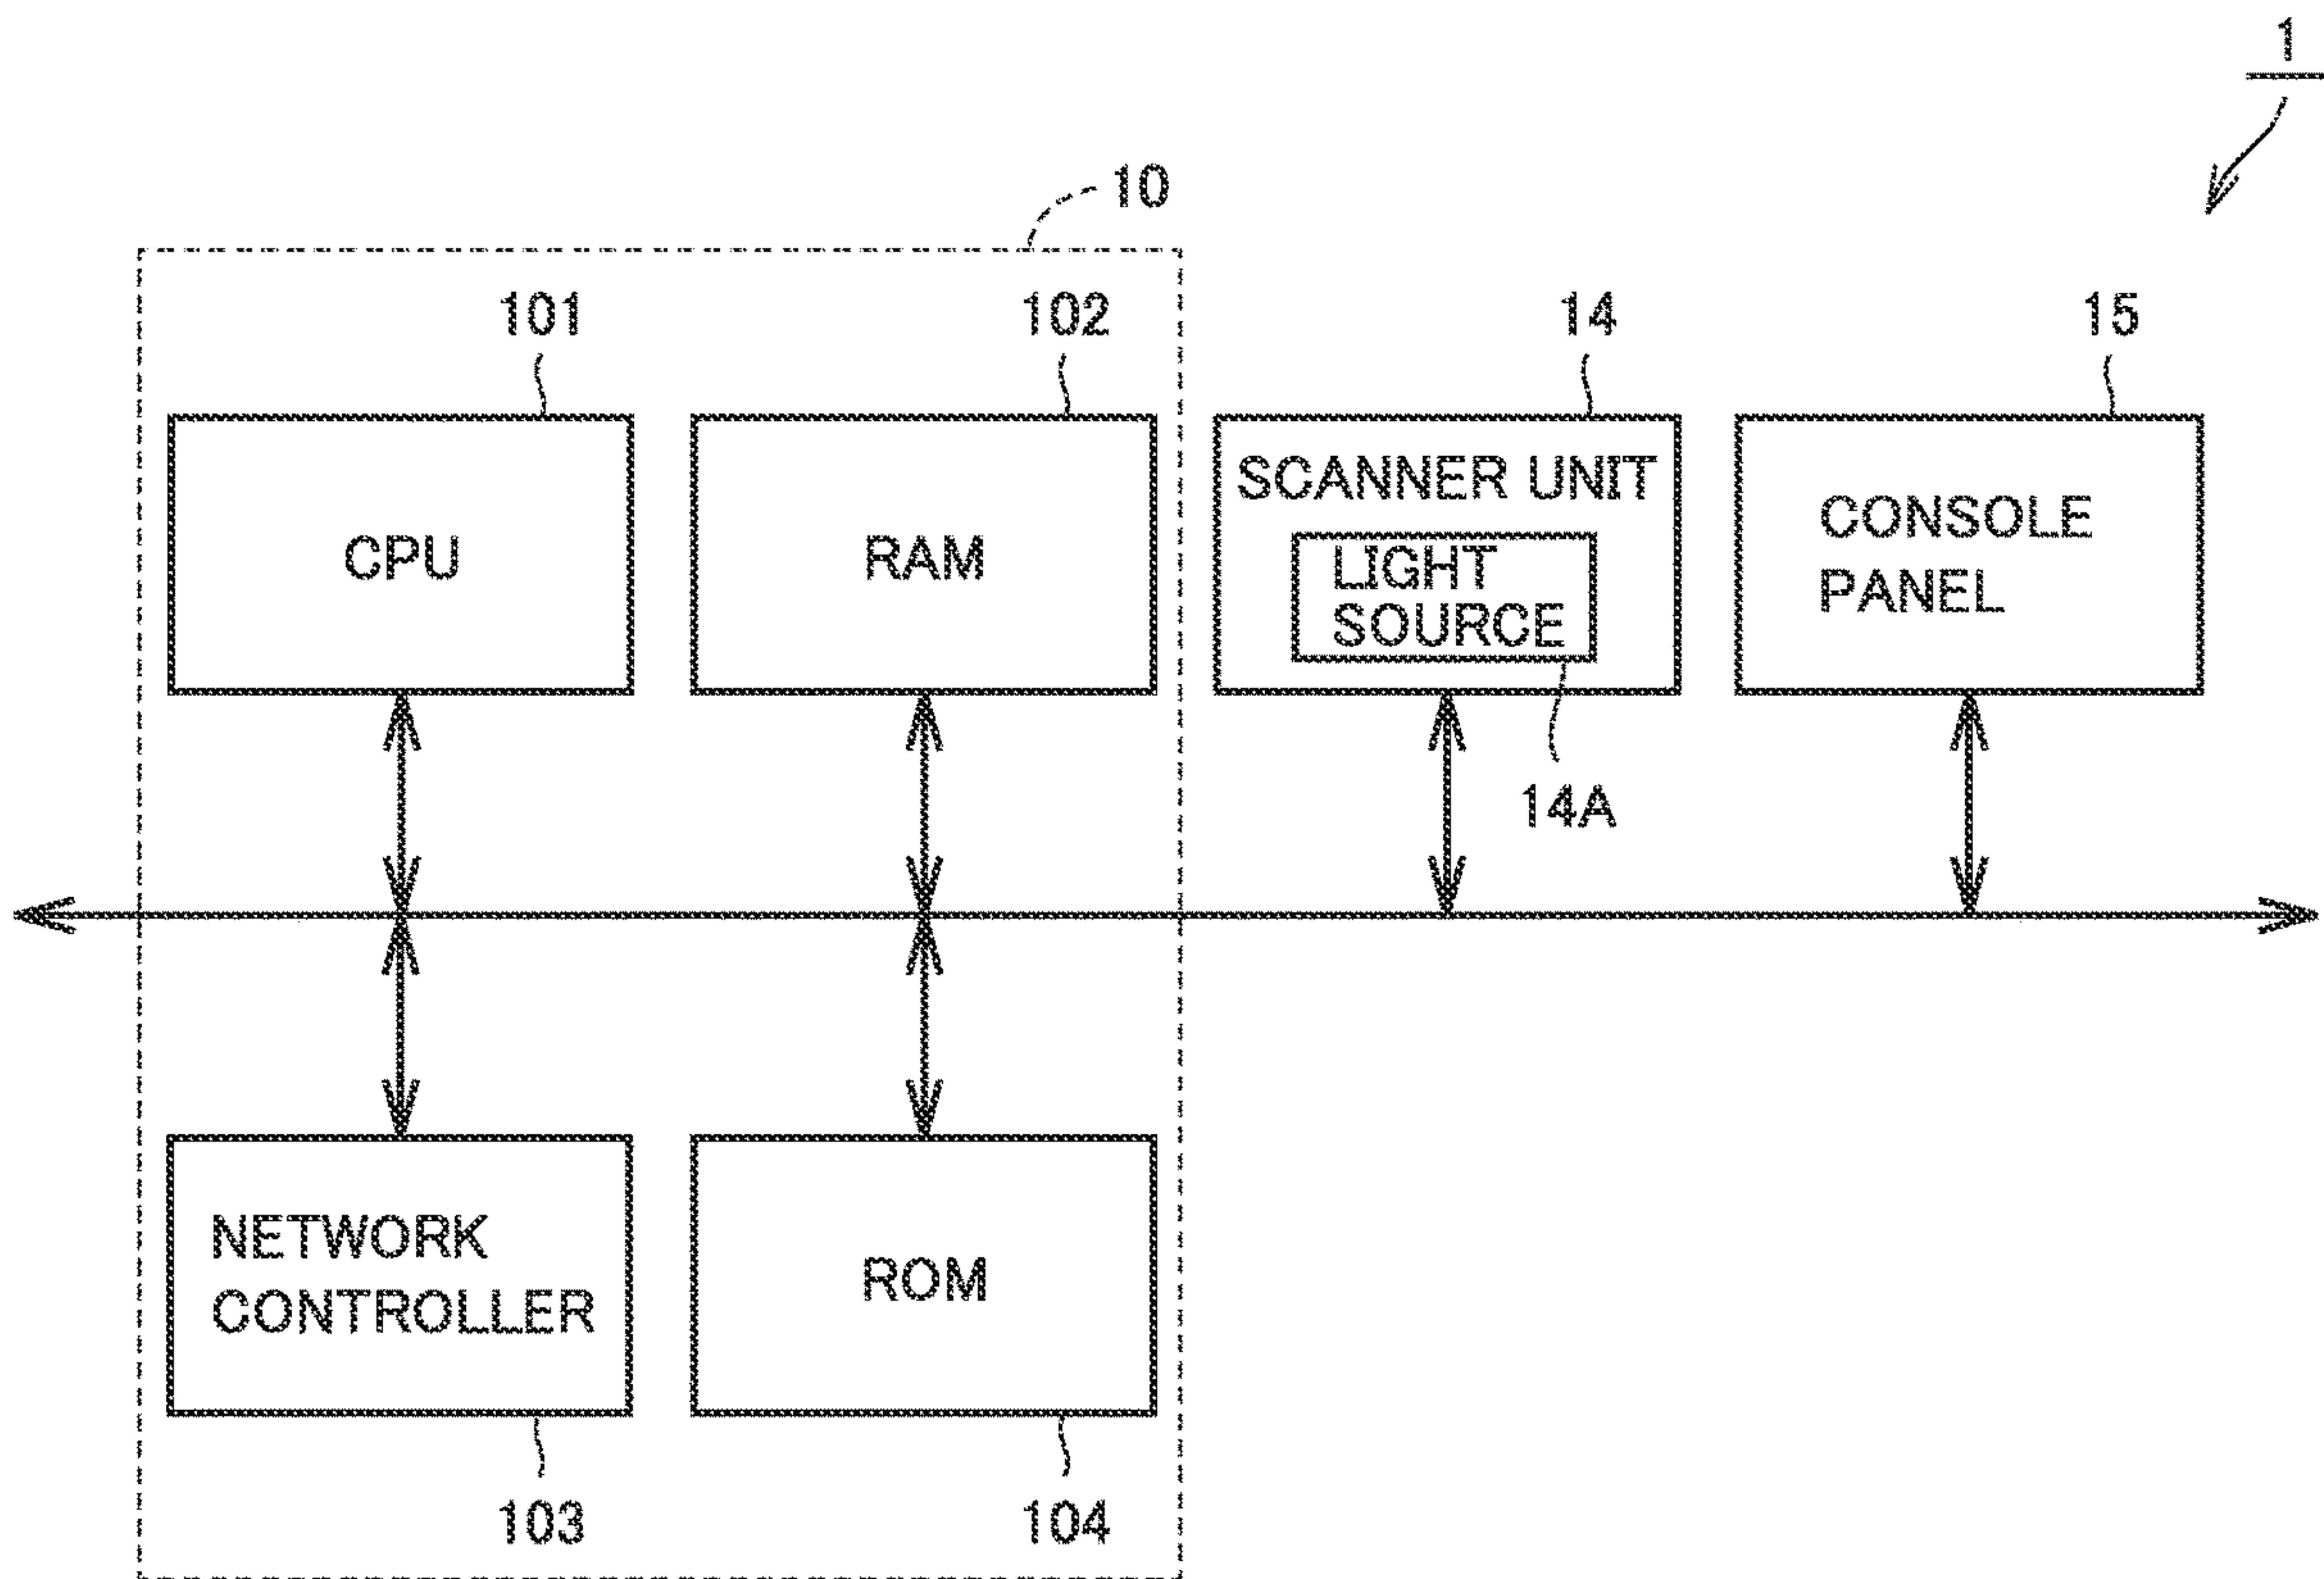 1
10
101
102
14
15
CPU
RAM
SCANNER UNIT
LIGHT
SOURCE
CONSOLE
PANEL
14A
NETWORK
CONTROLLER
ROM
103
104